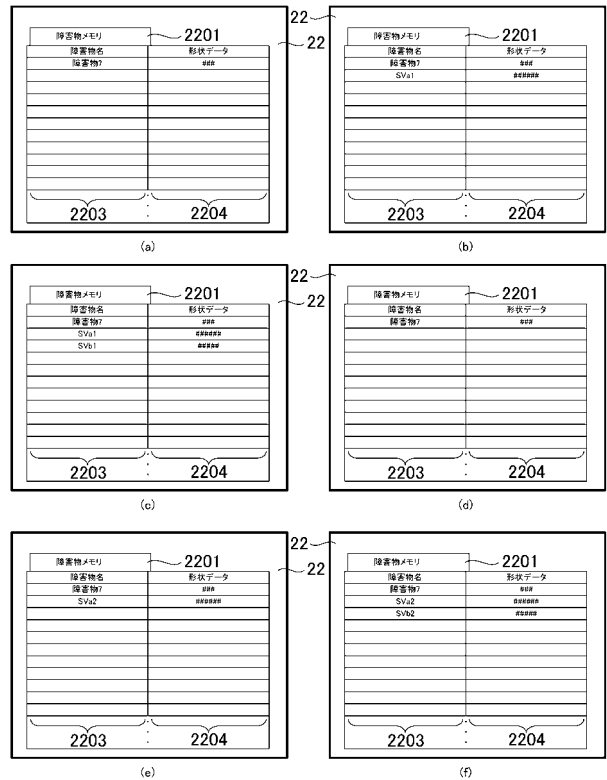 障害物メモリ 2201
22
障害物名 形状データ
障害物7 ###
2203 2204
(a)
22
障害物メモリ 2201
障害物名 形状データ
障害物7 ###
SVa1 ######
2203 2204
(b)
障害物メモリ 2201
22
障害物名 形状データ
障害物7 ###
SVa1 ######
SVb1 #####
2203 2204
(c)
22
障害物メモリ 2201
障害物名 形状データ
障害物7 ###
2203 2204
(d)
障害物メモリ 2201
22
障害物名 形状データ
障害物7 ###
SVa2 ######
2203 2204
(e)
22
障害物メモリ 2201
障害物名 形状データ
障害物7 ###
SVa2 ######
SVb2 #####
2203 2204
(f)